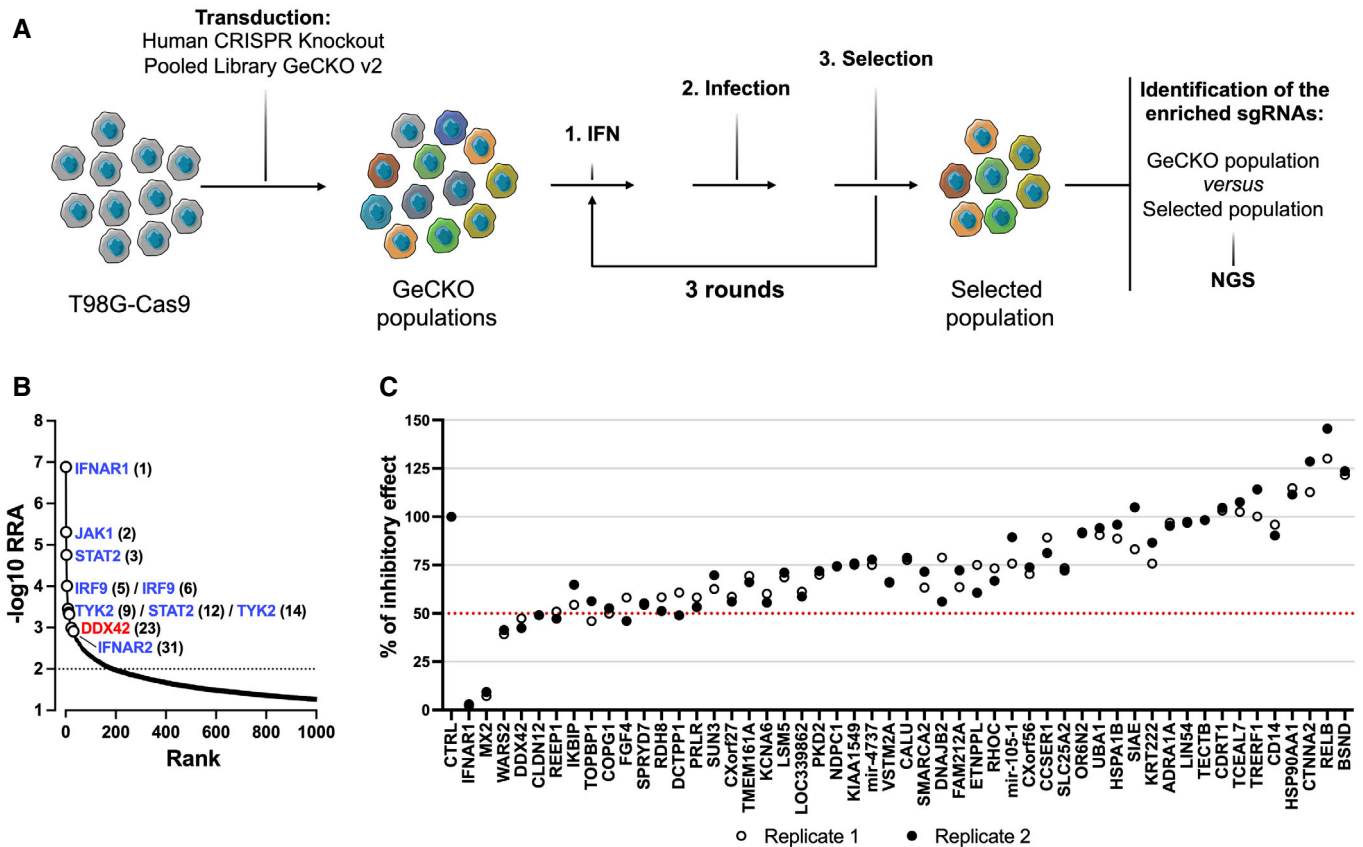 A
Transduction:
Human CRISPR Knockout
Pooled Library GeCKO v2
T98G-Cas9
GeCKO
populations
1. IFN
2. Infection
3. Selection
3 rounds
Selected
population
Identification of the
enriched sgRNAs:
GeCKO population
versus
Selected population
NGS
B
-log10 RRA
8
7
6
5
4
3
2
1
IFNAR1 (1)
JAK1 (2)
STAT2 (3)
IRF9 (5) / IRF9 (6)
TYK2 (9) / STAT2 (12) / TYK2 (14)
DDX42 (23)
IFNAR2 (31)
0
200
400
600
800
1000
Rank
C
% of inhibitory effect
150
125
100
75
50
25
0
CTRL
IFNAR1
MX2
WARS2
DDX42
CLDN12
REEP1
IKBIP
TOPBP1
COPG1
FGF4
SPRYD7
RDH8
DCTPP1
PRLR
SUN3
CXorf27
TMEM161A
KCNA6
LSM5
LOC339862
PKD2
NDPC1
KIAA1549
mir-4737
VSTM2A
CALU
SMARCA2
DNAJB2
FAM212A
ETNPPL
RHOC
mir-105-1
CXorf56
CCSER1
SLC25A2
OR6N2
UBA1
HSPA1B
SIAE
KRT222
ADRA1A
LIN54
TECTB
CDRT1
TCEAL7
TRERF1
CD14
HSP90AA1
CTNNA2
RELB
BSND
Replicate 1
Replicate 2